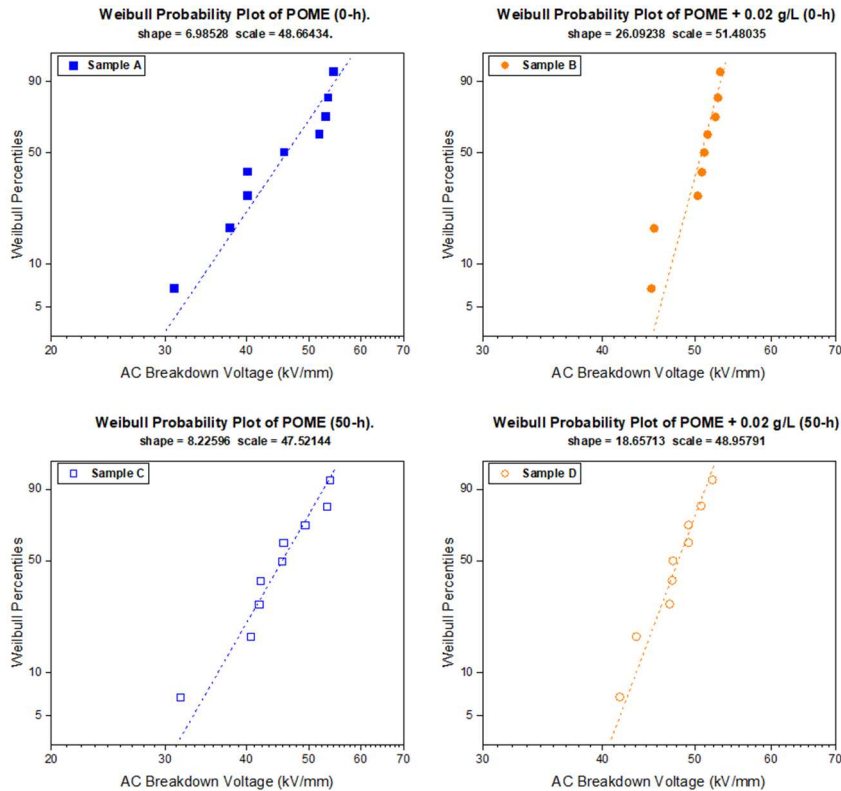 Weibull Probability Plot of POME (0-h).
shape = 6.98528 scale = 48.66434.
Sample A
90
50
10
5
Weilbull Percentiles
20 30 40 50 60 70
AC Breakdown Voltage (kV/mm)
Weibull Probability Plot of POME + 0.02 g/L (0-h)
shape = 26.09238 scale = 51.48035
Sample B
90
50
10
5
Weilbull Percentiles
30 40 50 60 70
AC Breakdown Voltage (kV/mm)
Weibull Probability Plot of POME (50-h).
shape = 8.22596 scale = 47.52144
Sample C
90
50
10
5
Weilbull Percentiles
20 30 40 50 60 70
AC Breakdown Voltage (kV/mm)
Weibull Probability Plot of POME + 0.02 g/L (50-h)
shape = 18.65713 scale = 48.95791
Sample D
90
50
10
5
Weilbull Percentiles
30 40 50 60 70
AC Breakdown Voltage (kV/mm)